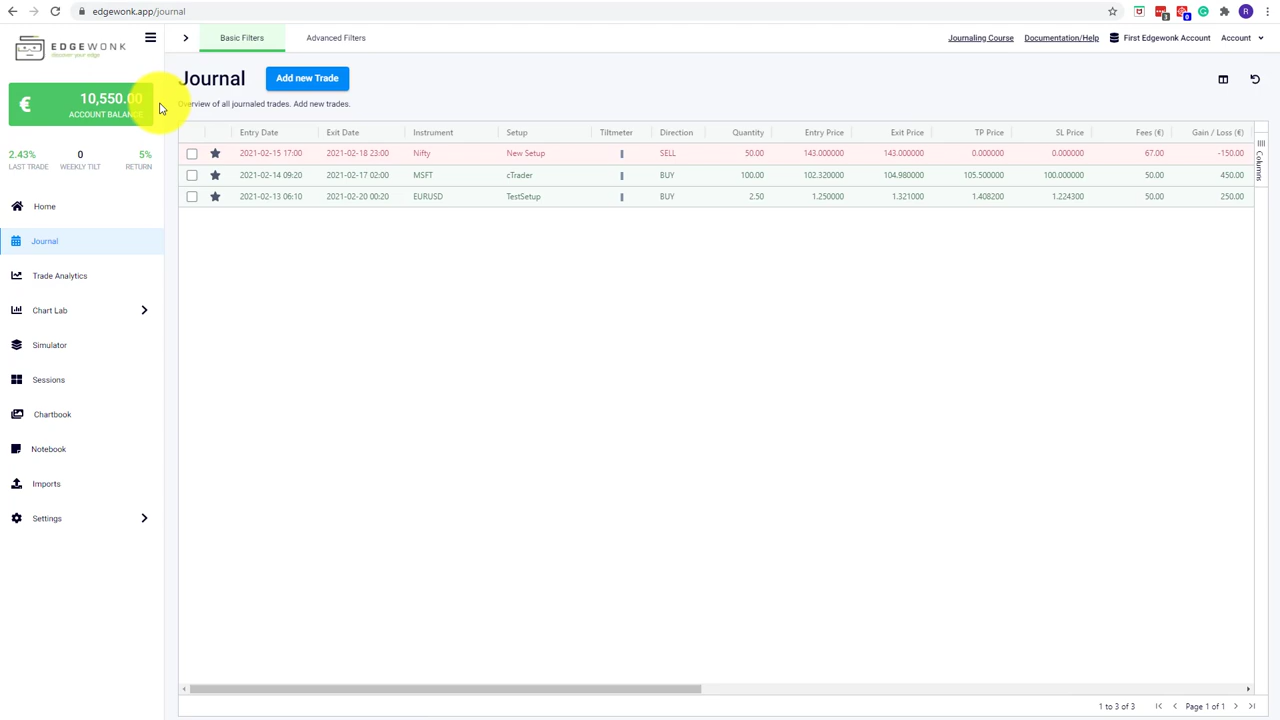 edgewonk.app/journal
3
0
R
EDGEWONK
discover your edge
Basic Filters
Advanced Filters
Journaling Course
Documentation/Help
First Edgewonk Account
Account
€
10,550.00
ACCOUNT BALANCE
2.43%
0
5%
LAST TRADE
WEEKLY TILT
RETURN
Home
Journal
Trade Analytics
Chart Lab
Simulator
Sessions
Chartbook
Notebook
Imports
Settings
Journal
Add new Trade
Overview of all journaled trades. Add new trades.
Entry Date Exit Date Instrument Setup Tiltmeter Direction Quantity Entry Price Exit Price TP Price SL Price Fees (€) Gain / Loss (€)
2021-02-15 17:00 2021-02-18 23:00 Nifty New Setup SELL 50.00 143.000000 143.000000 0.000000 0.000000 67.00 -150.00
2021-02-14 09:20 2021-02-17 02:00 MSFT cTrader BUY 100.00 102.320000 104.980000 105.500000 100.000000 50.00 450.00
2021-02-13 06:10 2021-02-20 00:20 EURUSD TestSetup BUY 2.50 1.250000 1.321000 1.408200 1.224300 50.00 250.00
Columns
1 to 3 of 3
Page 1 of 1